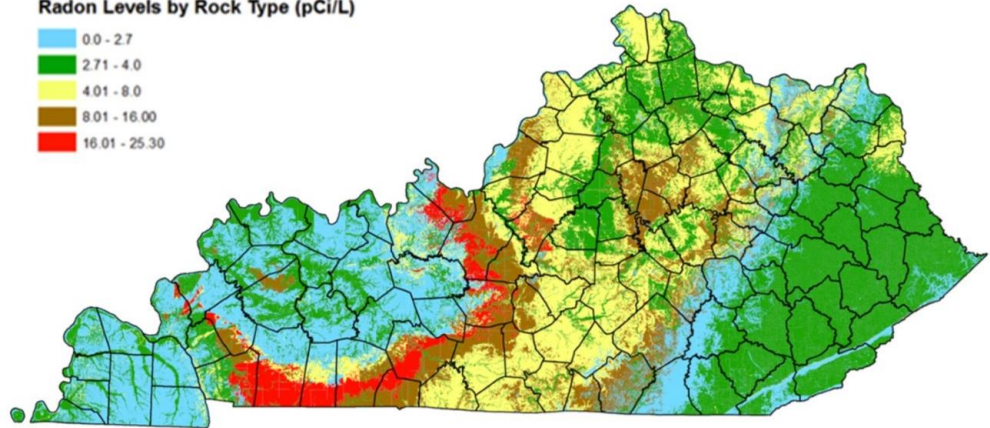 Radon Levels by Rock Type (pCi/L)
0.0 - 2.7
2.71 - 4.0
4.01 - 8.0
8.01 - 16.00
16.01 - 25.30